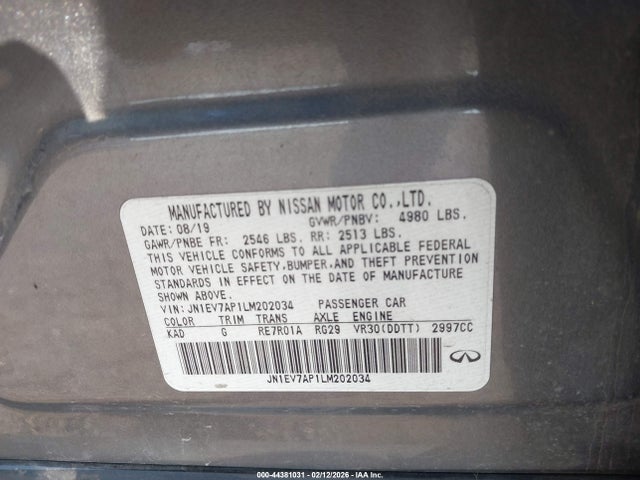 MANUFACTURED BY NISSAN MOTOR CO.,LTD.
DATE: 08/19 GVWR/PNBV: 4980 LBS.
GAWR/PNBE FR: 2546 LBS. RR: 2513 LBS.
THIS VEHICLE CONFORMS TO ALL APPLICABLE FEDERAL
MOTOR VEHICLE SAFETY, BUMPER, AND THEFT PREVENTION
STANDARDS IN EFFECT ON THE DATE OF MANUFACTURE
SHOWN ABOVE.
VIN: JN1EV7AP1LM202034 PASSENGER CAR
COLOR TRIM TRANS AXLE ENGINE
KAD G RE7R01A RG29 VR30(DDTT) 2997CC
JN1EV7AP1LM202034
000-44381031 - 02/12/2026 - IAA Inc.